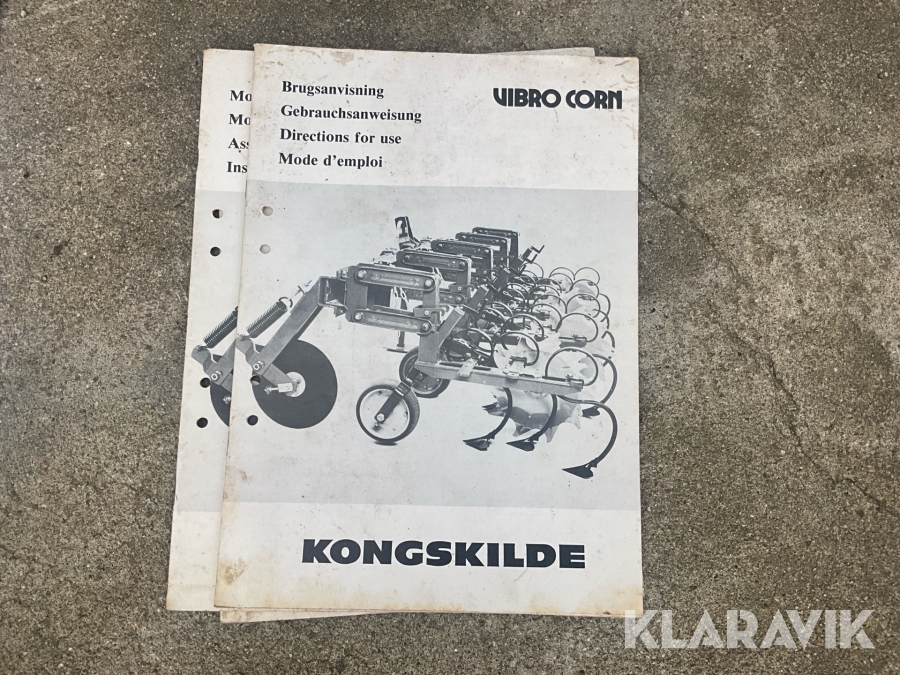 Brugsanvisning
Gebrauchsanweisung
Directions for use
Mode d'emploi
VIBRO CORN
Mo
Mo
Ass
Ins
KONGSKILDE
KLARAVIK